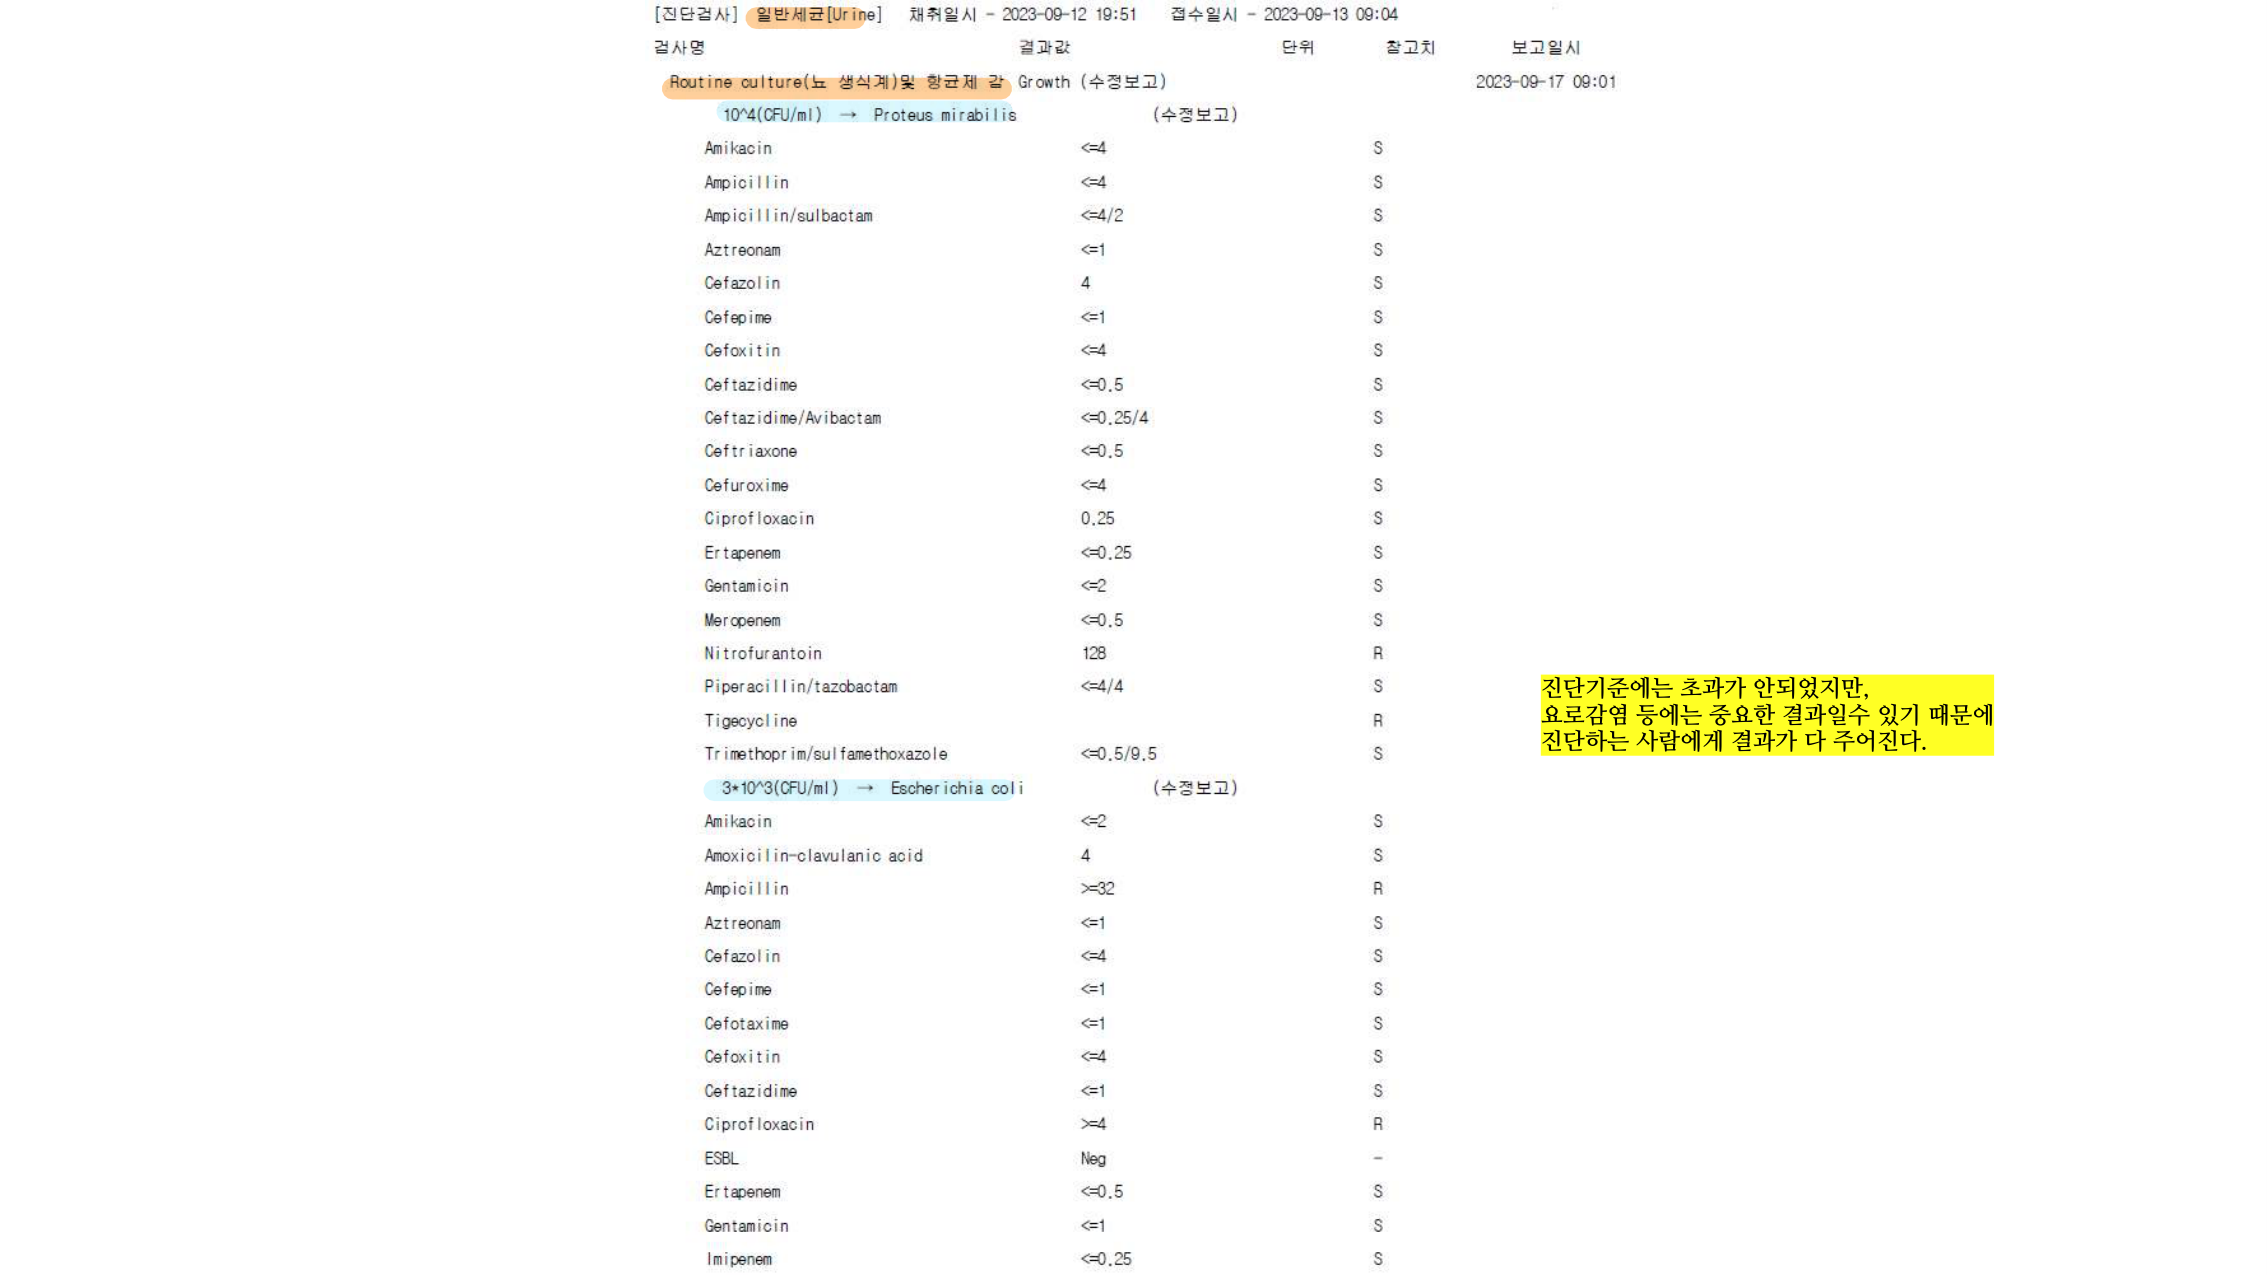 [진단검사] 일반세균[Urine] 채취일시 - 2023-09-12 19:51 접수일시 - 2023-09-13 09:04
검사명 결과값 단위 참고치 보고일시
Routine culture(뇨 생식계)및 항균제 감 Growth (수정보고) 2023-09-17 09:01
10^4(CFU/ml) → Proteus mirabilis (수정보고)
Amikacin <=4 S
Ampicillin <=4 S
Ampicillin/sulbactam <=4/2 S
Aztreonam <=1 S
Cefazolin 4 S
Cefepime <=1 S
Cefoxitin <=4 S
Ceftazidime <=0.5 S
Ceftazidime/Avibactam <=0.25/4 S
Ceftriaxone <=0.5 S
Cefuroxime <=4 S
Ciprofloxacin 0.25 S
Ertapenem <=0.25 S
Gentamicin <=2 S
Meropenem <=0.5 S
Nitrofurantoin 128 R
Piperacillin/tazobactam <=4/4 S
Tigecycline R
Trimethoprim/sulfamethoxazole <=0.5/9.5 S
진단기준에는 초과가 안되었지만,
요로감염 등에는 중요한 결과일수 있기 때문에
진단하는 사람에게 결과가 다 주어진다.
3*10^3(CFU/ml) → Escherichia coli (수정보고)
Amikacin <=2 S
Amoxicilin-clavulanic acid 4 S
Ampicillin >=32 R
Aztreonam <=1 S
Cefazolin <=4 S
Cefepime <=1 S
Cefotaxime <=1 S
Cefoxitin <=4 S
Ceftazidime <=1 S
Ciprofloxacin >=4 R
ESBL Neg -
Ertapenem <=0.5 S
Gentamicin <=1 S
Imipenem <=0.25 S